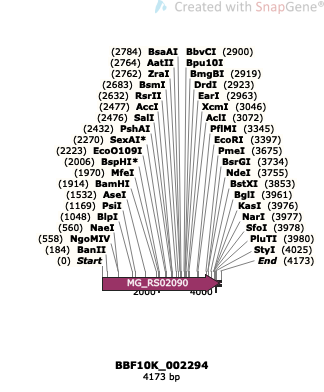 Created with SnapGene®
(2784) BsaAI BbvCI (2900)
(2764) AatII Bpu10I
(2762) ZraI BmgBI (2919)
(2683) BsmI DrdI (2923)
(2632) RsrII EarI (2963)
(2477) AccI XcmI (3046)
(2476) SalI AclI (3072)
(2432) PshAI PflMI (3345)
(2270) SexAI* EcoRI (3397)
(2223) EcoO109I PmeI (3675)
(2006) BspHI* BsrGI (3734)
(1970) MfeI NdeI (3755)
(1914) BamHI BstXI (3853)
(1532) AseI BglI (3961)
(1169) PsiI KasI (3976)
(1048) BlpI NarI (3977)
(560) NaeI SfoI (3978)
(558) NgoMIV PluTI (3980)
(184) BanII StyI (4025)
(0) Start End (4173)
MG_RS02090
2000 4000
BBF10K_002294
4173 bp